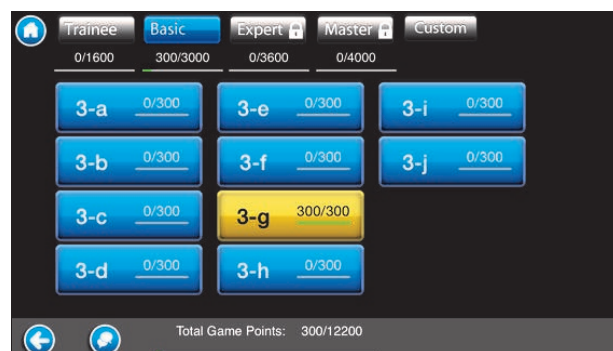 Trainee Basic Expert Master Custom
0/1600 300/3000 0/3600 0/4000
3-a 0/300 3-e 0/300 3-i 0/300
3-b 0/300 3-f 0/300 3-j 0/300
3-c 0/300 3-g 300/300
3-d 0/300 3-h 0/300
Total Game Points: 300/12200